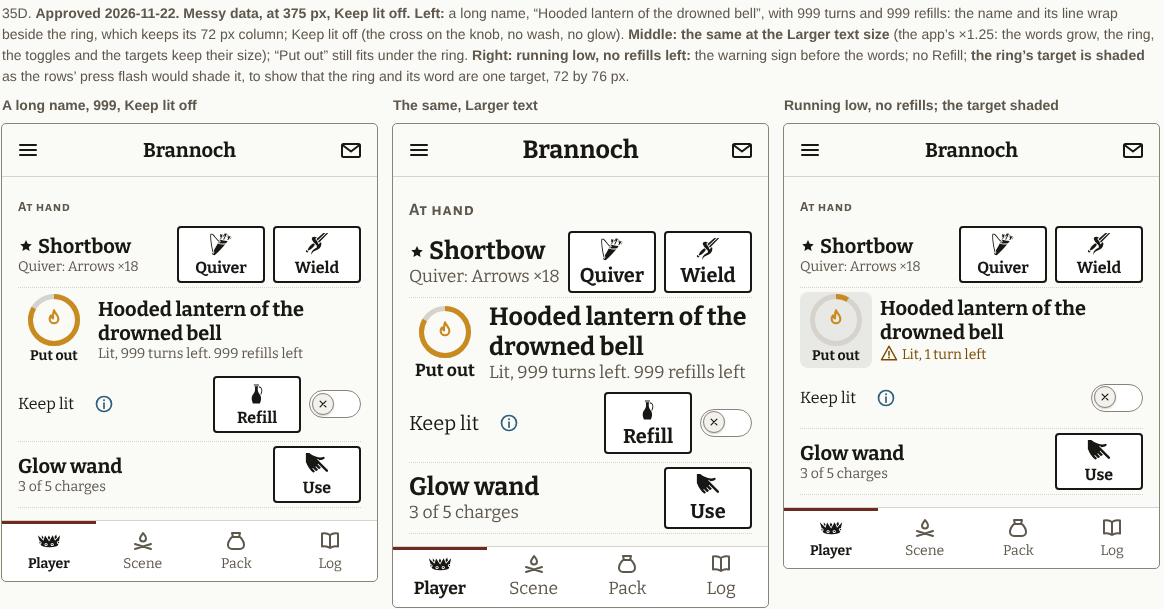 35D. Approved 2026-11-22. Messy data, at 375 px, Keep lit off. Left: a long name, “Hooded lantern of the drowned bell”, with 999 turns and 999 refills: the name and its line wrap
beside the ring, which keeps its 72 px column; Keep lit off (the cross on the knob, no wash, no glow). Middle: the same at the Larger text size (the app’s ×1.25: the words grow, the ring,
the toggles and the targets keep their size); “Put out” still fits under the ring. Right: running low, no refills left: the warning sign before the words; no Refill; the ring’s target is shaded
as the rows’ press flash would shade it, to show that the ring and its word are one target, 72 by 76 px.
A long name, 999, Keep lit off
Brannoch
At hand
Shortbow
Quiver: Arrows ×18
Quiver
Wield
Hooded lantern of the
drowned bell
Put out
Lit, 999 turns left. 999 refills left
Keep lit
Refill
Glow wand
3 of 5 charges
Use
Player
Scene
Pack
Log
The same, Larger text
Brannoch
At hand
Shortbow
Quiver: Arrows ×18
Quiver
Wield
Hooded lantern of the
drowned bell
Put out
Lit, 999 turns left. 999 refills left
Keep lit
Refill
Glow wand
3 of 5 charges
Use
Player
Scene
Pack
Log
Running low, no refills; the target shaded
Brannoch
At hand
Shortbow
Quiver: Arrows ×18
Quiver
Wield
Hooded lantern of the
drowned bell
Put out
Lit, 1 turn left
Keep lit
Glow wand
3 of 5 charges
Use
Player
Scene
Pack
Log